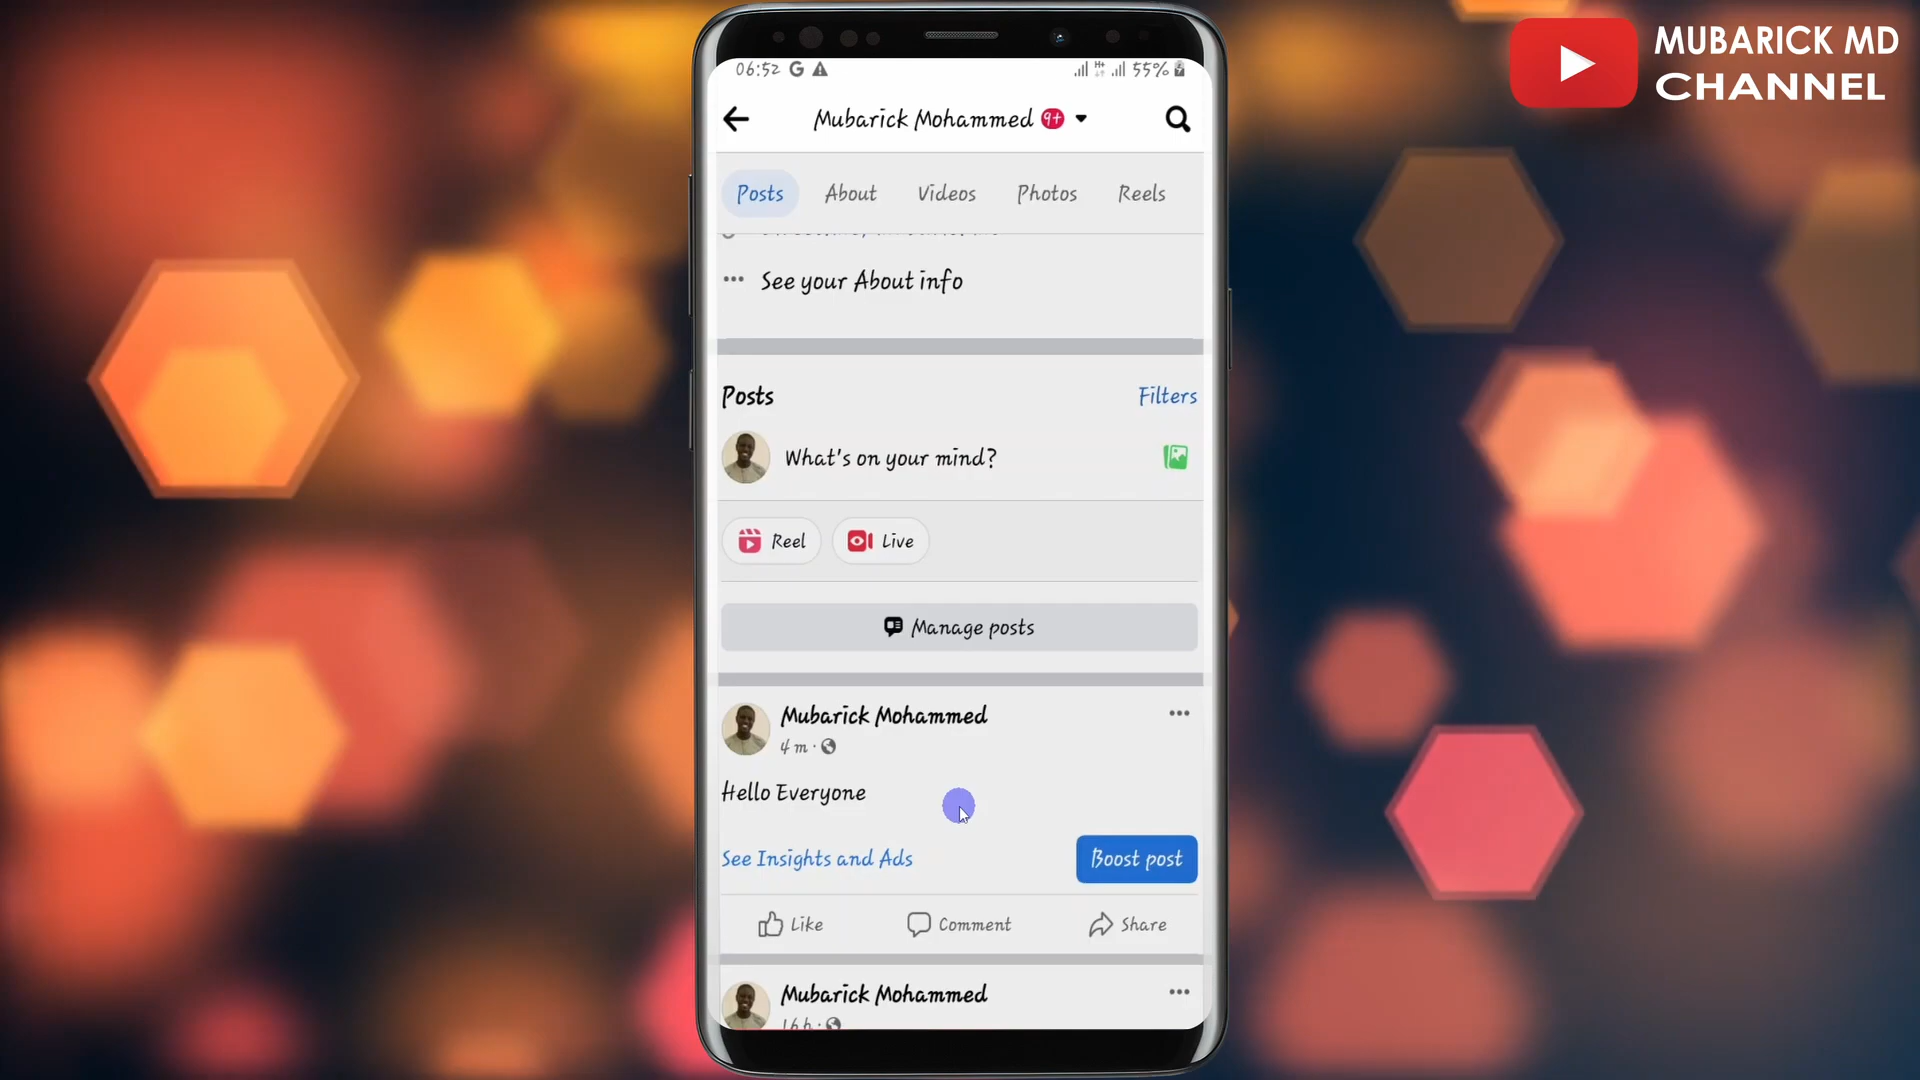 MUBARICK MD
CHANNEL
06:52 G 55%
Mubarick Mohammed 9+
Posts About Videos Photos Reels
See your About info
Posts Filters
What's on your mind?
Reel Live
Manage posts
Mubarick Mohammed
4 m ·
Hello Everyone
See Insights and Ads Boost post
Like Comment Share
Mubarick Mohammed
16 h ·